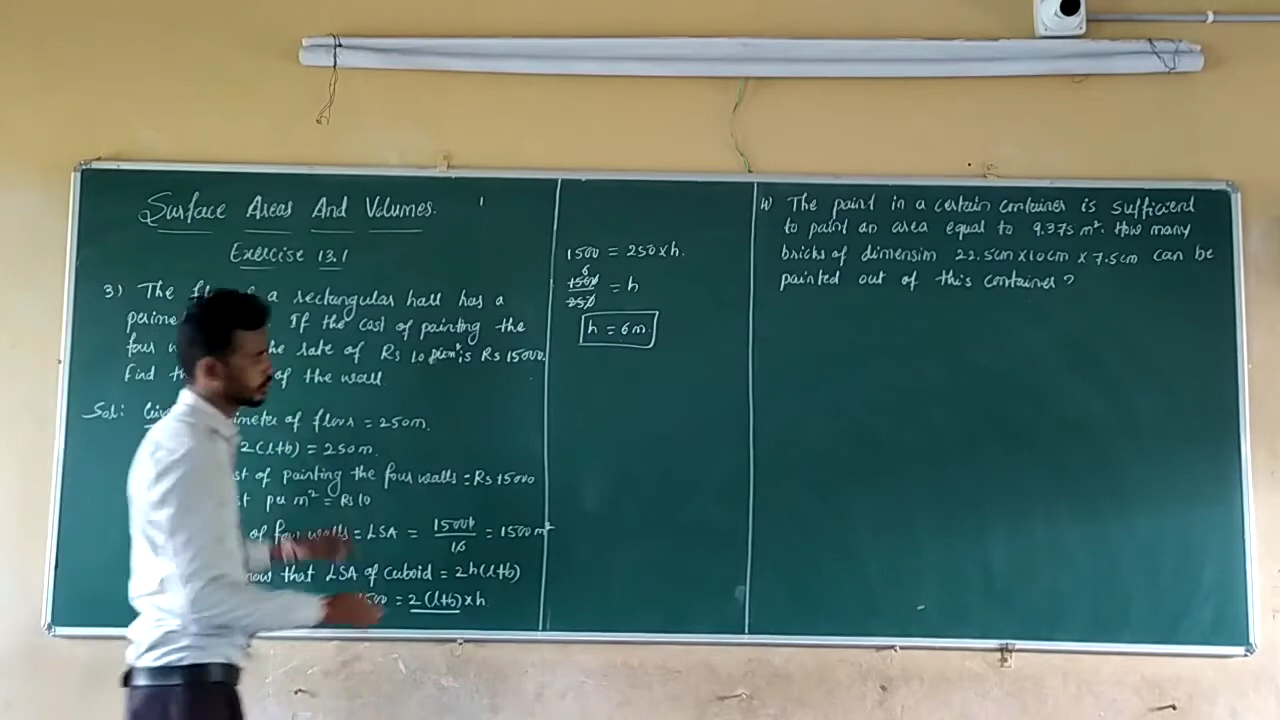 Surface Areas And Volumes.
Exercise 13.1
3) The a rectangular hall has a
If the cost of painting the
four rate of Rs 10 per m² is Rs 15000.
Find of the wall.
Sol: of floor = 250m.
2(l+b) = 250m.
of painting the four walls = Rs 15000
per m² = Rs 10
of four walls = LSA = 15000/10 = 1500 m²
that LSA of Cuboid = 2h(l+b)
= 2(l+b)×h.
1500 = 250×h.
6
1500/250 = h
h = 6m.
4) The paint in a certain container is sufficient
to paint an area equal to 9.375 m². How many
bricks of dimension 22.5cm×10cm×7.5cm can be
painted out of this container?